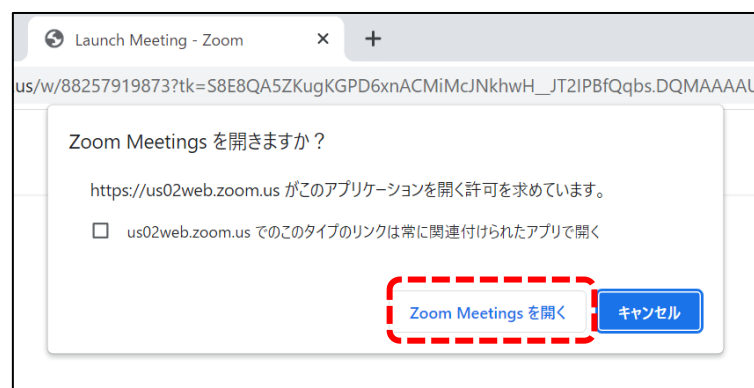 Launch Meeting - Zoom
us/w/88257919873?tk=S8E8QA5ZKugKGPD6xnACMiMcJNkhwH__JT2IPBfQqbs.DQMAAAAU
Zoom Meetings を開きますか？
https://us02web.zoom.us がこのアプリケーションを開く許可を求めています。
us02web.zoom.us でのこのタイプのリンクは常に関連付けられたアプリで開く
Zoom Meetings を開く キャンセル